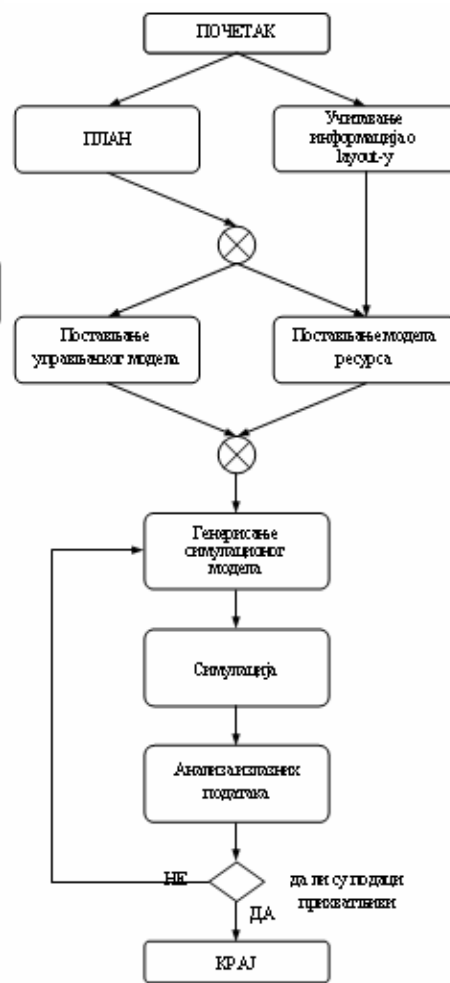 ПОЧЕТАК
ПЛАН
Учитавање
информација о
layout-у
Постављање
управљачког модела
Постављање модела
ресурса
Генерисање
симулационог
модела
Симулација
Анализа излазних
података
НЕ
да ли су подаци
прихватљиви
ДА
КРАЈ